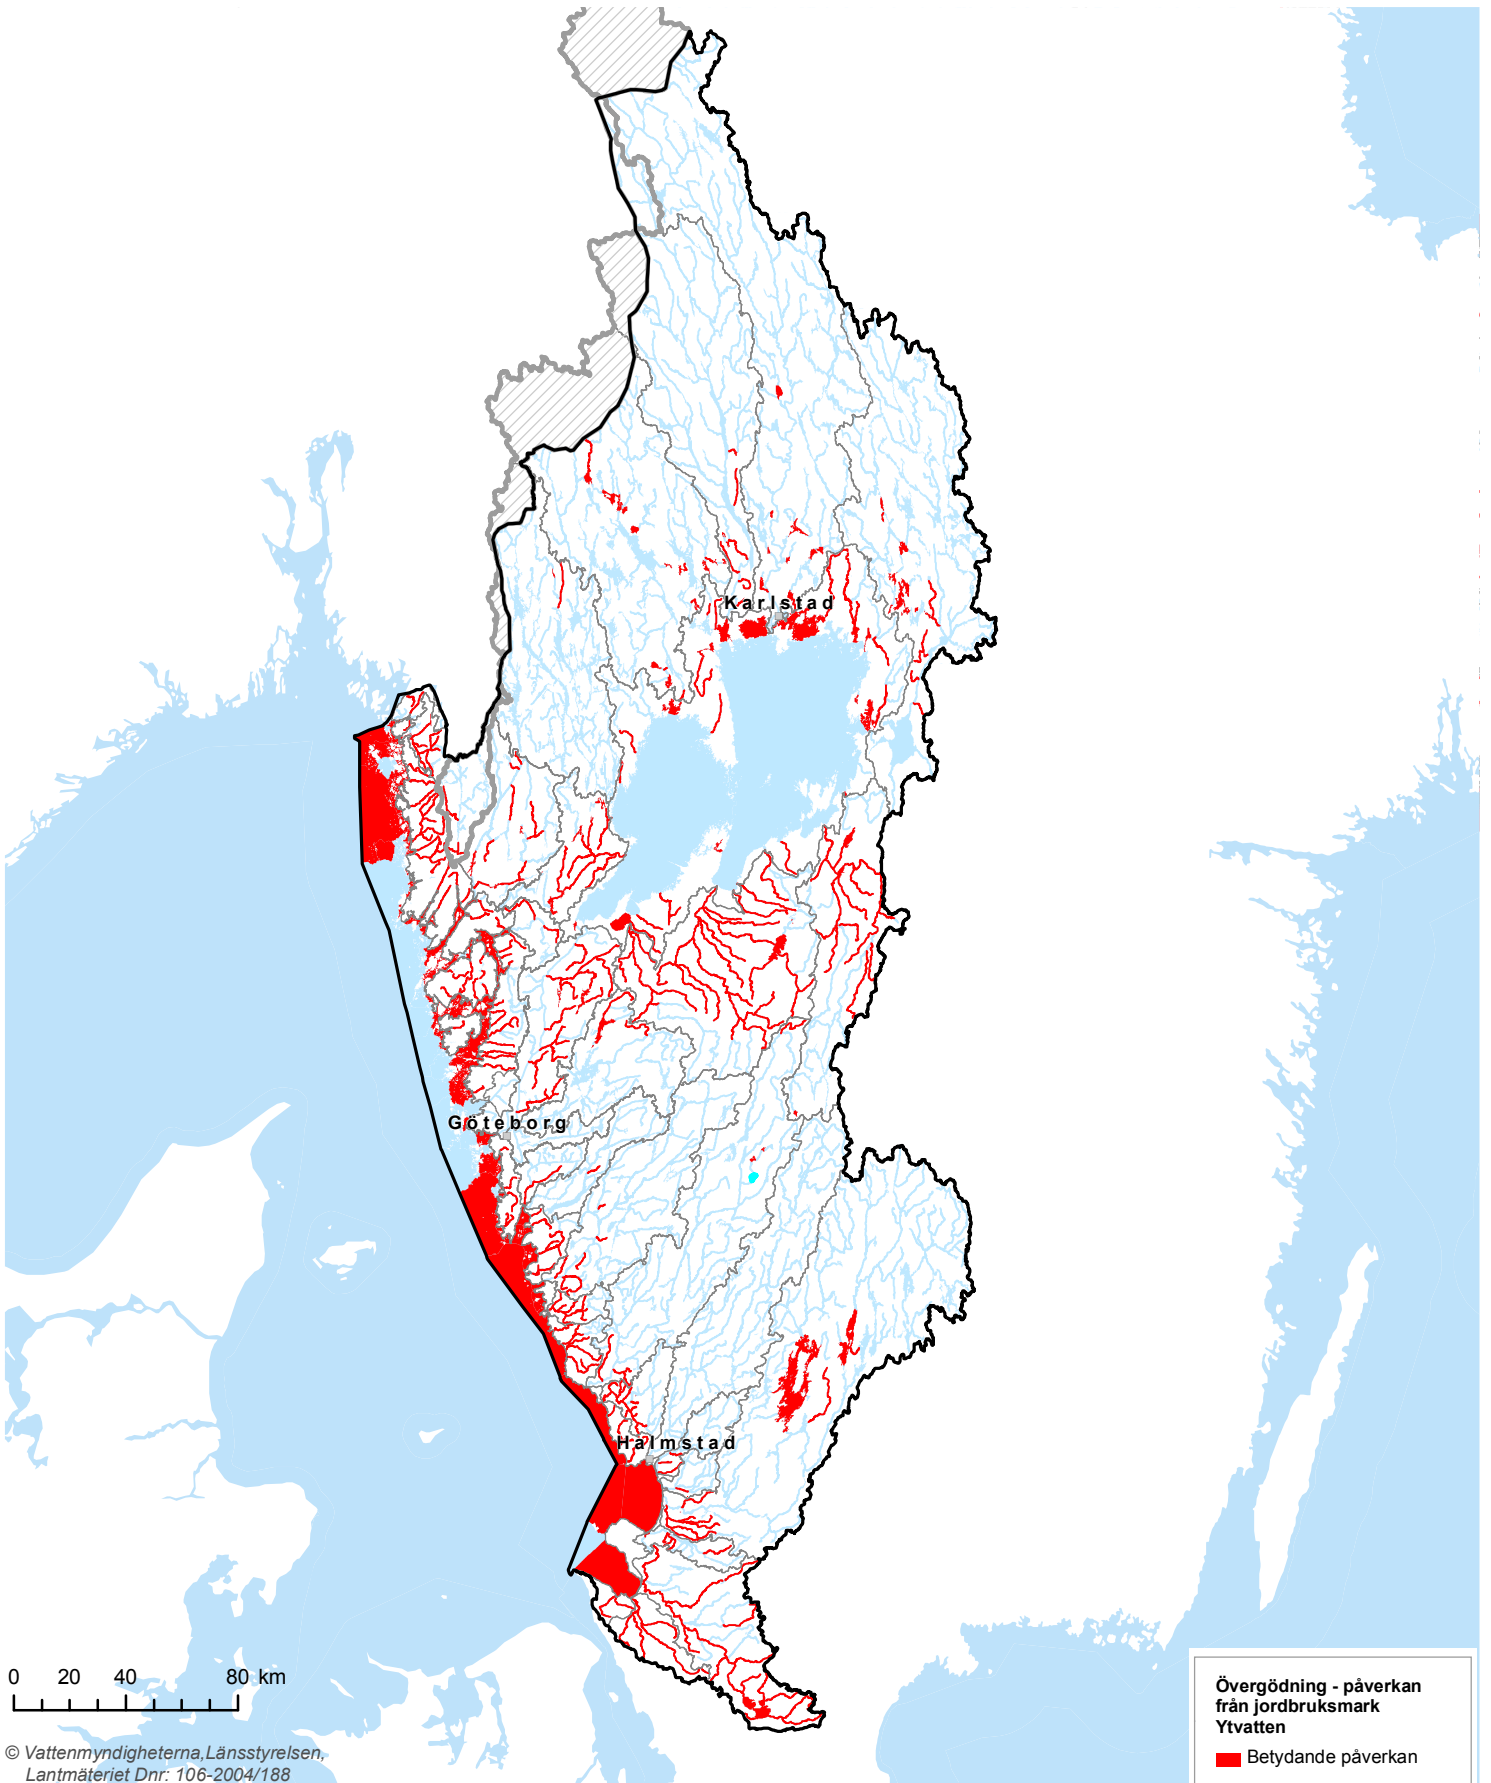 Karlstad
Göteborg
Halmstad
0 20 40 80 km
© Vattenmyndigheterna,Länsstyrelsen,
Lantmäteriet Dnr: 106-2004/188
Övergödning - påverkan
från jordbruksmark
Ytvatten
Betydande påverkan